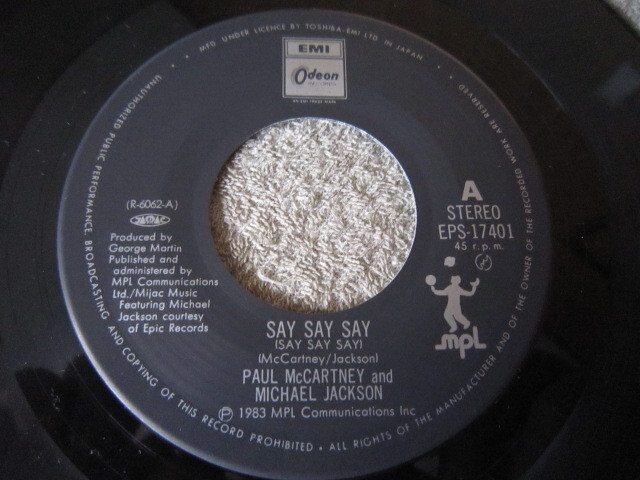 MFD UNDER LICENCE BY TOSHIBA-EMI LTD IN JAPAN •
EMI
Odeon
(R-6062-A)
JASRAC
Produced by
George Martin
Published and
administered by
MPL Communications
Ltd./Mijac Music
Featuring Michael
Jackson courtesy
of Epic Records
A
STEREO
EPS-17401
45 r.p.m.
mpl
SAY SAY SAY
(SAY SAY SAY)
(McCartney/Jackson)
PAUL McCARTNEY and
MICHAEL JACKSON
Ⓟ 1983 MPL Communications Inc
UNAUTHORIZED PUBLIC PERFORMANCE, BROADCASTING AND COPYING OF THIS RECORD PROHIBITED • ALL RIGHTS OF THE MANUFACTURER AND OF THE OWNER OF THE RECORDED WORK ARE RESERVED